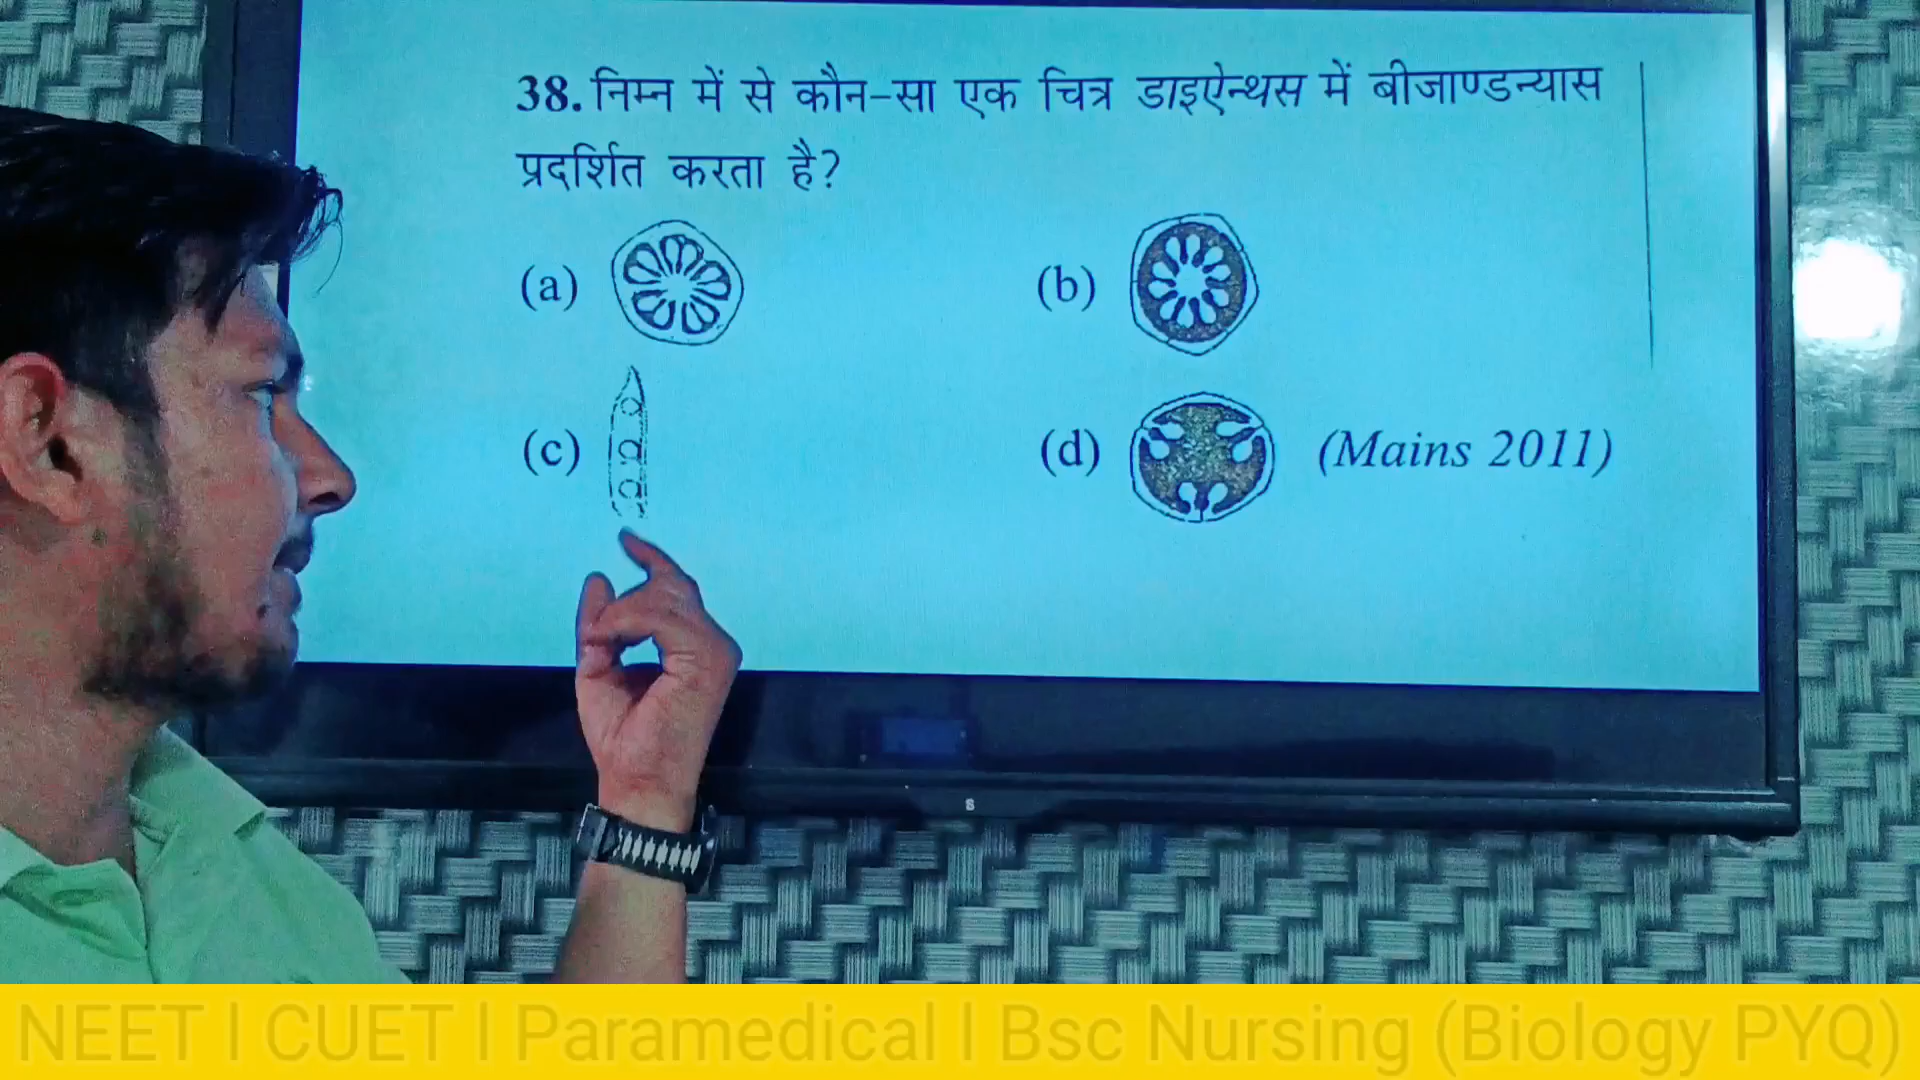 38. निम्न में से कौन-सा एक चित्र डाइऐन्थस में बीजाण्डन्यास
प्रदर्शित करता है?
(a) (b)
(c) (d) (Mains 2011)
S
NEET l CUET l Paramedical l Bsc Nursing (Biology PYQ)